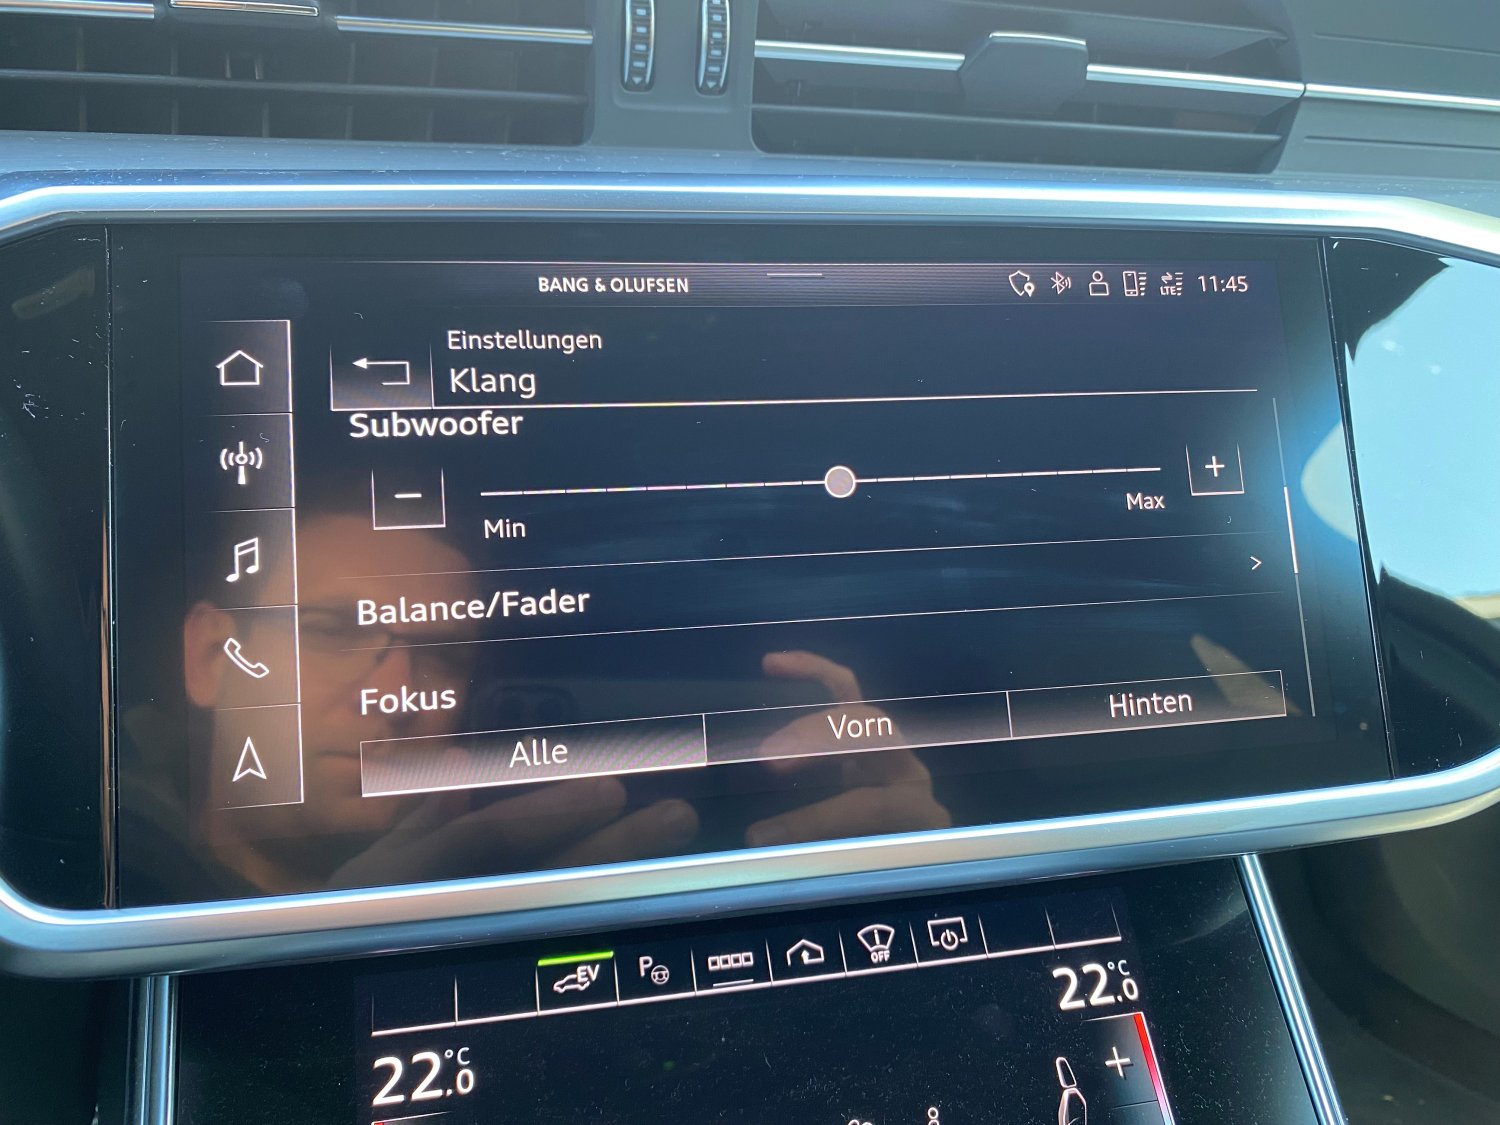 BANG & OLUFSEN
LTE
11:45
Einstellungen
Klang
Subwoofer
− +
Min Max
Balance/Fader >
Fokus
Alle Vorn Hinten
EV P OFF
22.0 °C
22.0 °C
+